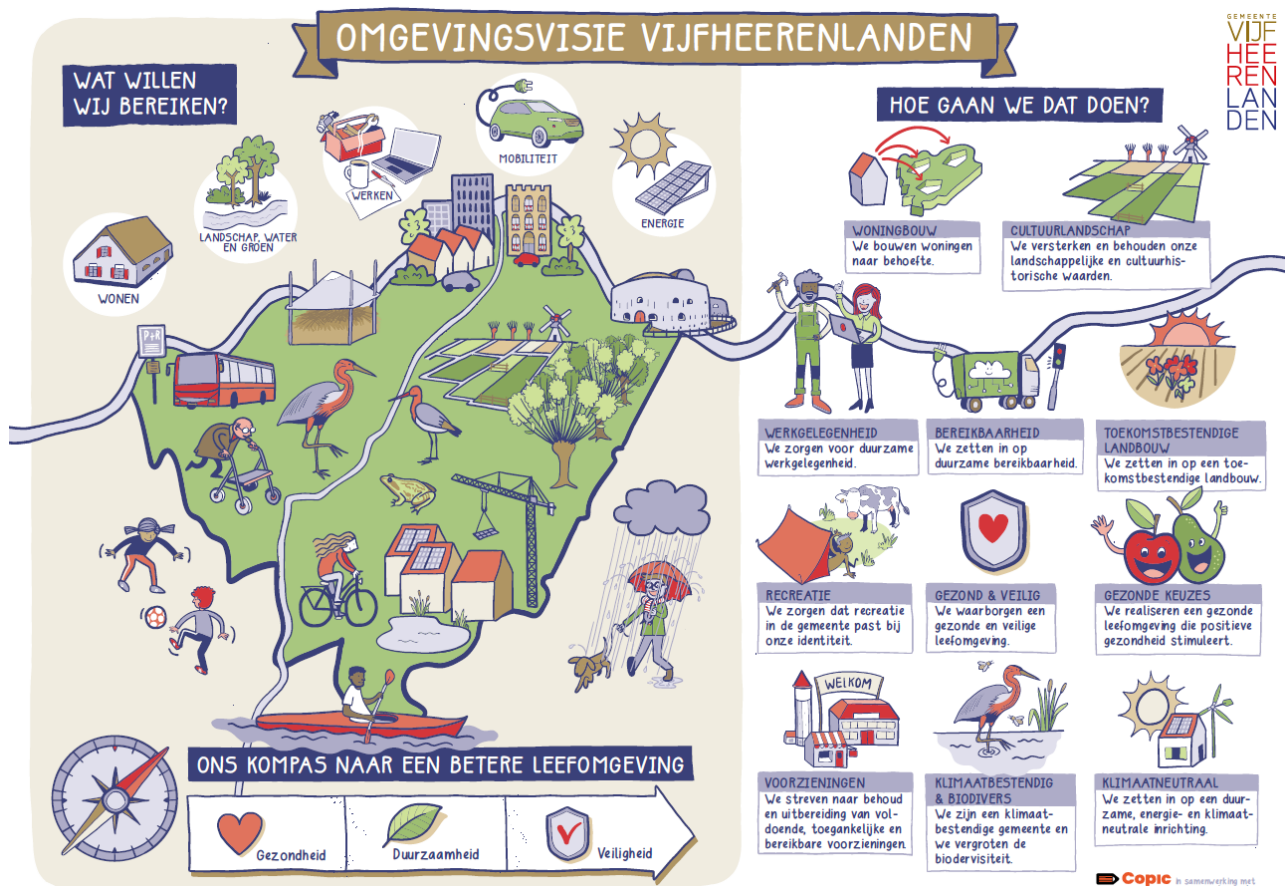 OMGEVINGSVISIE VIJFHEERENLANDEN
GEMEENTE
VIJF
HEE
REN
LAN
DEN
WAT WILLEN
WIJ BEREIKEN?
WONEN
LANDSCHAP, WATER
EN GROEN
WERKEN
MOBILITEIT
ENERGIE
P+R
ONS KOMPAS NAAR EEN BETERE LEEFOMGEVING
Gezondheid
Duurzaamheid
Veiligheid
HOE GAAN WE DAT DOEN?
WONINGBOUW
We bouwen woningen
naar behoefte.
CULTUURLANDSCHAP
We versterken en behouden onze
landschappelijke en cultuurhis-
torische waarden.
WERKGELEGENHEID
We zorgen voor duurzame
werkgelegenheid.
BEREIKBAARHEID
We zetten in op
duurzame bereikbaarheid.
TOEKOMSTBESTENDIGE
LANDBOUW
We zetten in op een toe-
komstbestendige landbouw.
RECREATIE
We zorgen dat recreatie
in de gemeente past bij
onze identiteit.
GEZOND & VEILIG
We waarborgen een
gezonde en veilige
leefomgeving.
GEZONDE KEUZES
We realiseren een gezonde
leefomgeving die positieve
gezondheid stimuleert.
WELKOM
VOORZIENINGEN
We streven naar behoud
en uitbereiding van vol-
doende, toegankelijke en
bereikbare voorzieningen.
KLIMAATBESTENDIG
& BIODIVERS
We zijn een klimaat-
bestendige gemeente en
we vergroten de
biodervisiteit.
KLIMAATNEUTRAAL
We zetten in op een duur-
zame, energie- en klimaat-
neutrale inrichting.
Copic in samenwerking met